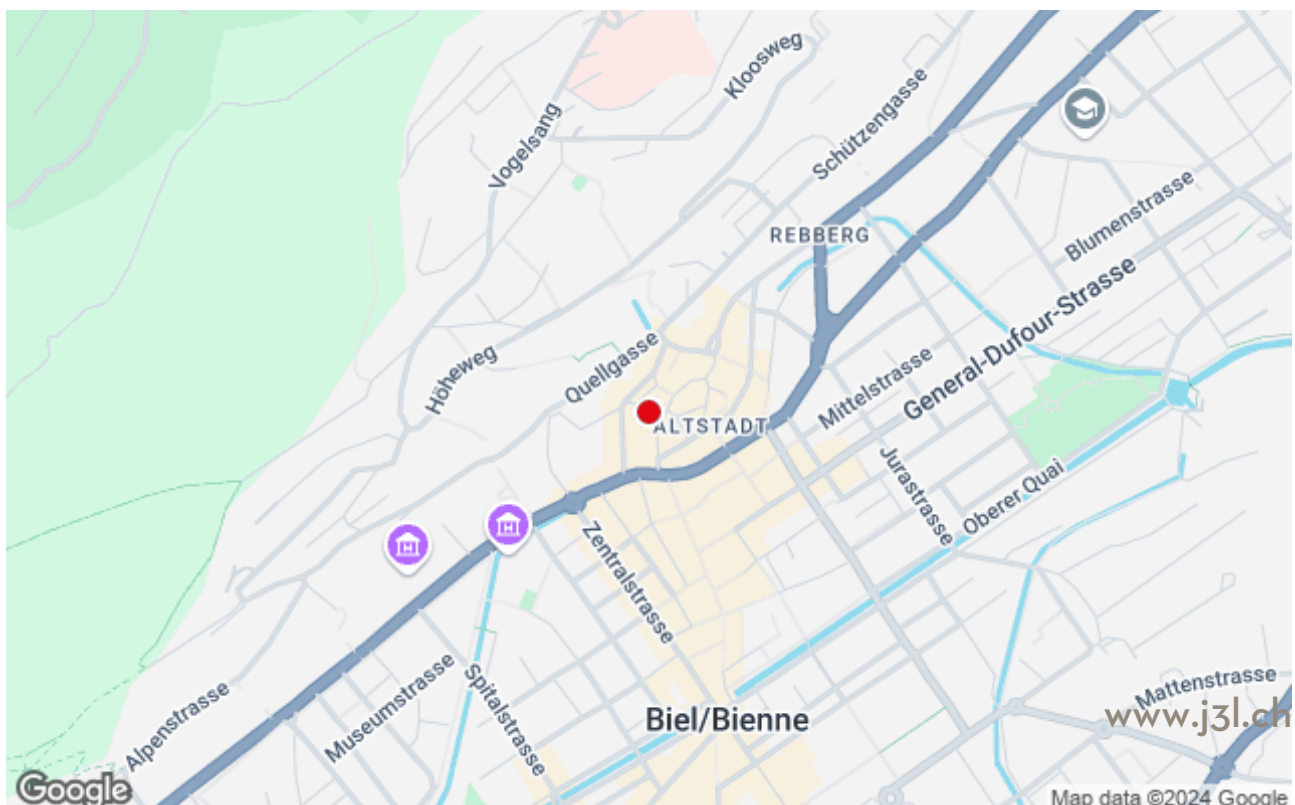 Kloosweg
Vogelsang
Schützengasse
REBBERG
Blumenstrasse
General-Dufour-Strasse
Höheweg
Quellgasse
Mittelstrasse
ALTSTADT
Jurastrasse
Oberer Quai
Zentralstrasse
Museumstrasse
Spitalstrasse
Alpenstrasse
Mattenstrasse
Biel/Bienne
www.j3l.ch
Google
Map data ©2024 Google